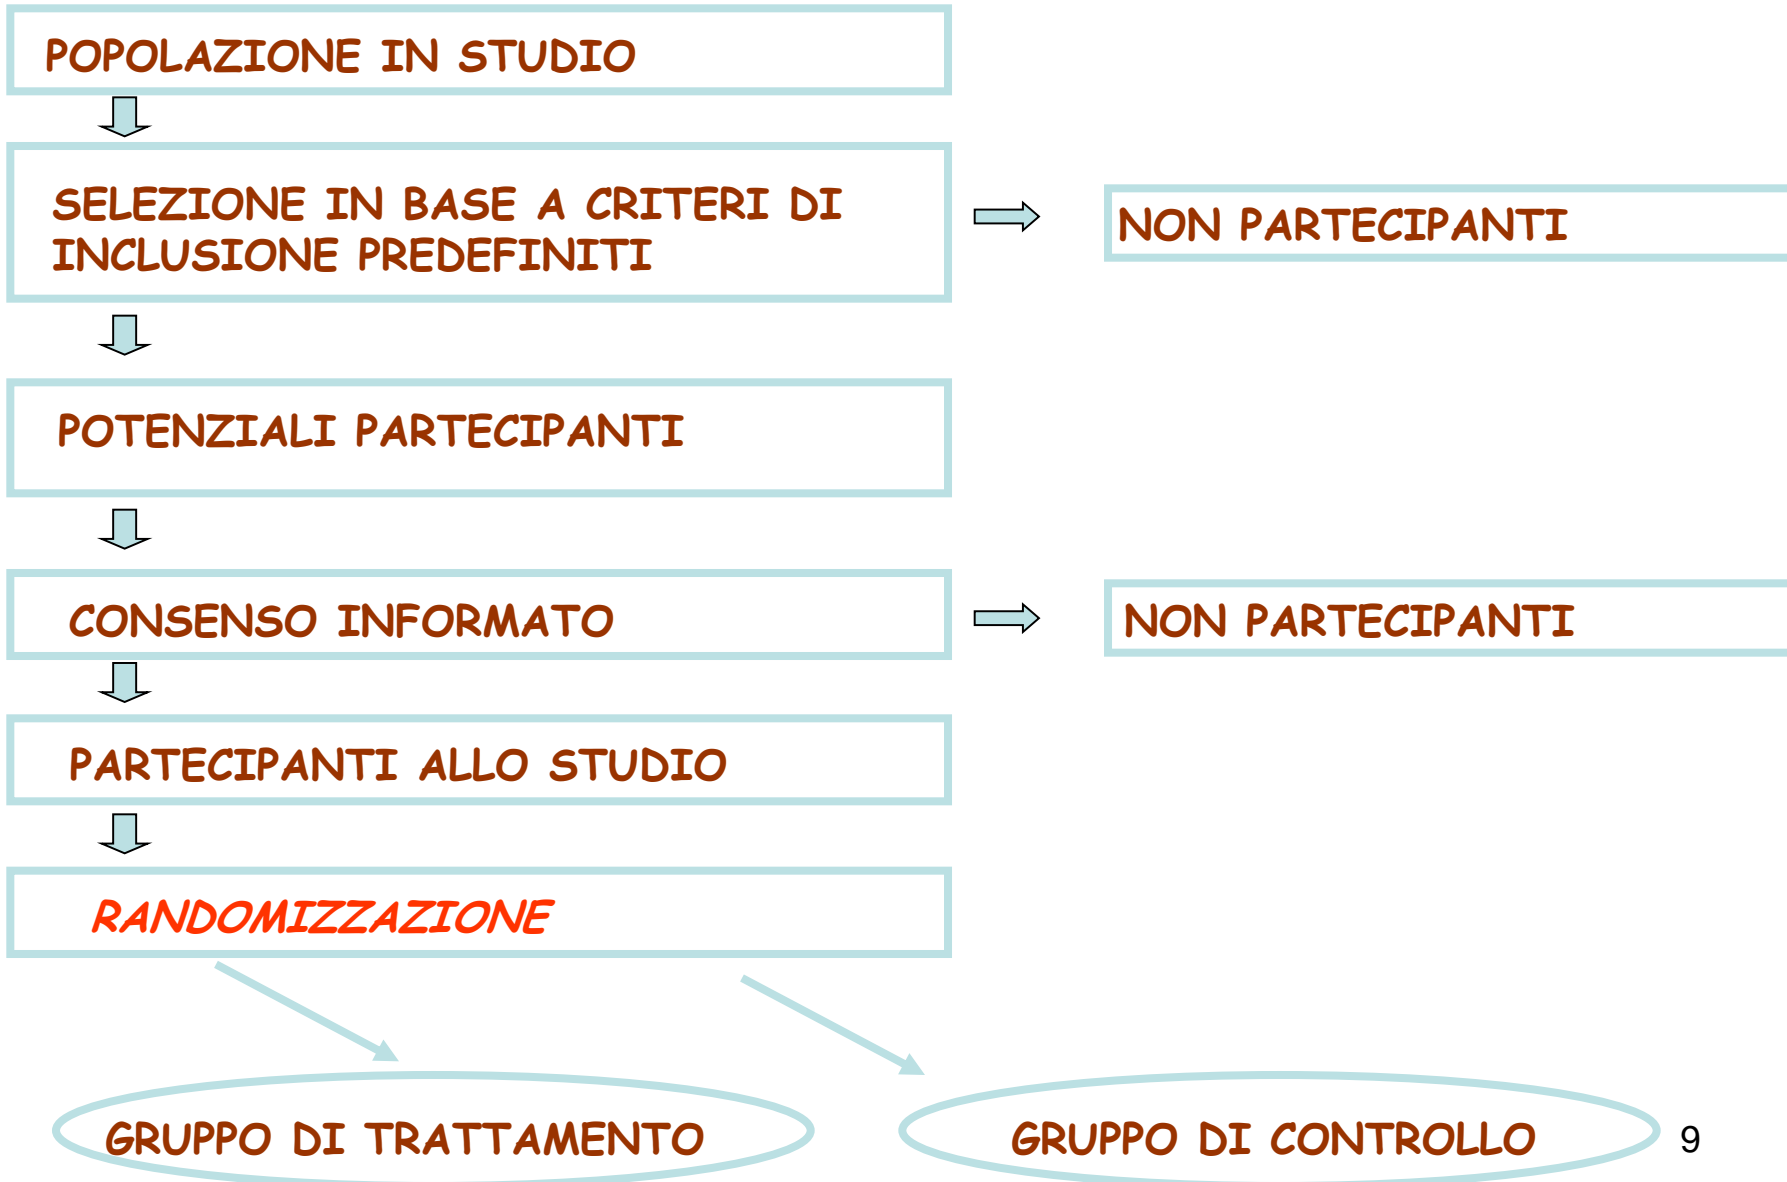 POPOLAZIONE IN STUDIO
SELEZIONE IN BASE A CRITERI DI
INCLUSIONE PREDEFINITI
NON PARTECIPANTI
POTENZIALI PARTECIPANTI
CONSENSO INFORMATO
NON PARTECIPANTI
PARTECIPANTI ALLO STUDIO
RANDOMIZZAZIONE
GRUPPO DI TRATTAMENTO
GRUPPO DI CONTROLLO
9